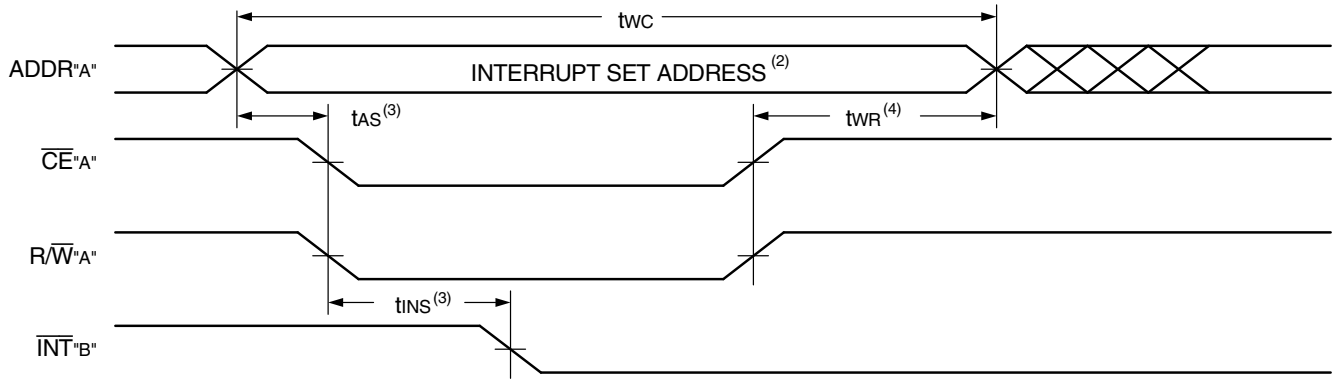 tWC
ADDR"A"
INTERRUPT SET ADDRESS(2)
tAS(3)
tWR(4)
CE"A"
R/W"A"
tINS(3)
INT"B"